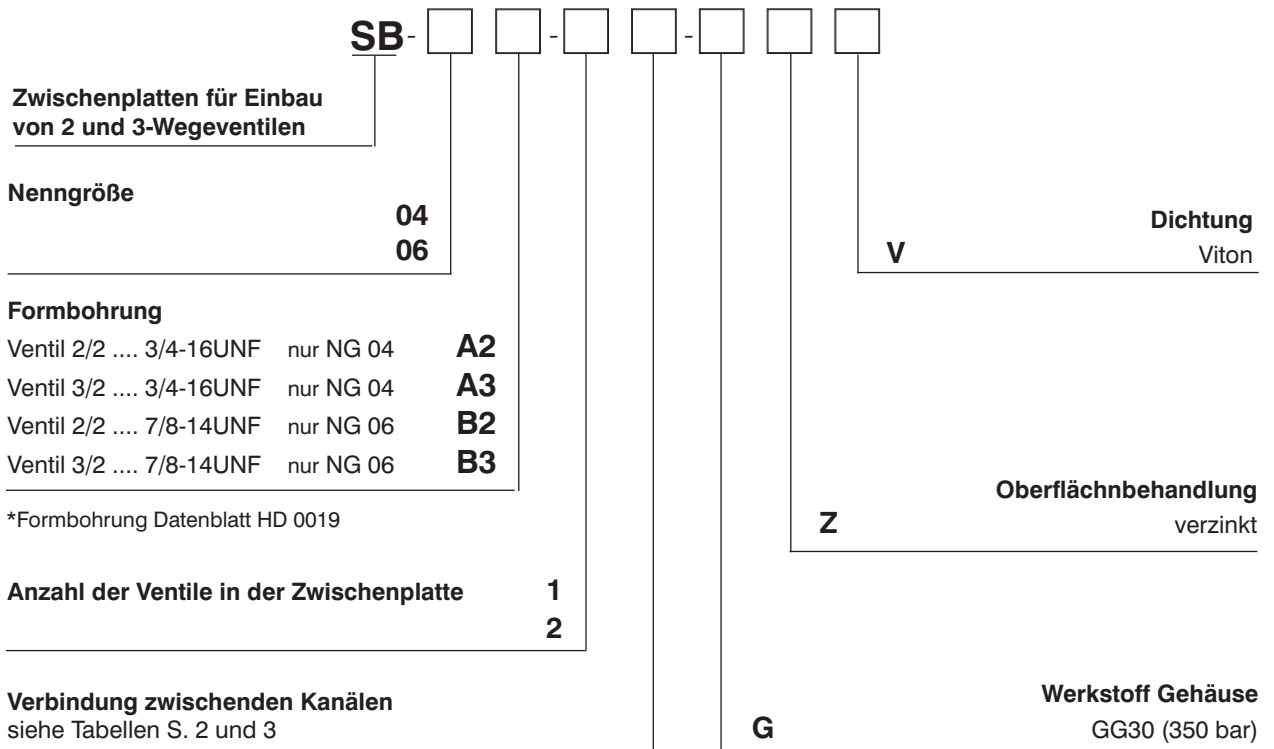 SB- - -
Zwischenplatten für Einbau
von 2 und 3-Wegeventilen
Nenngröße
04
06
Dichtung
V Viton
Formbohrung
Ventil 2/2 .... 3/4-16UNF nur NG 04 A2
Ventil 3/2 .... 3/4-16UNF nur NG 04 A3
Ventil 2/2 .... 7/8-14UNF nur NG 06 B2
Ventil 3/2 .... 7/8-14UNF nur NG 06 B3
*Formbohrung Datenblatt HD 0019
Oberflächnbehandlung
Z verzinkt
Anzahl der Ventile in der Zwischenplatte 1
2
Verbindung zwischenden Kanälen
siehe Tabellen S. 2 und 3
Werkstoff Gehäuse
G GG30 (350 bar)